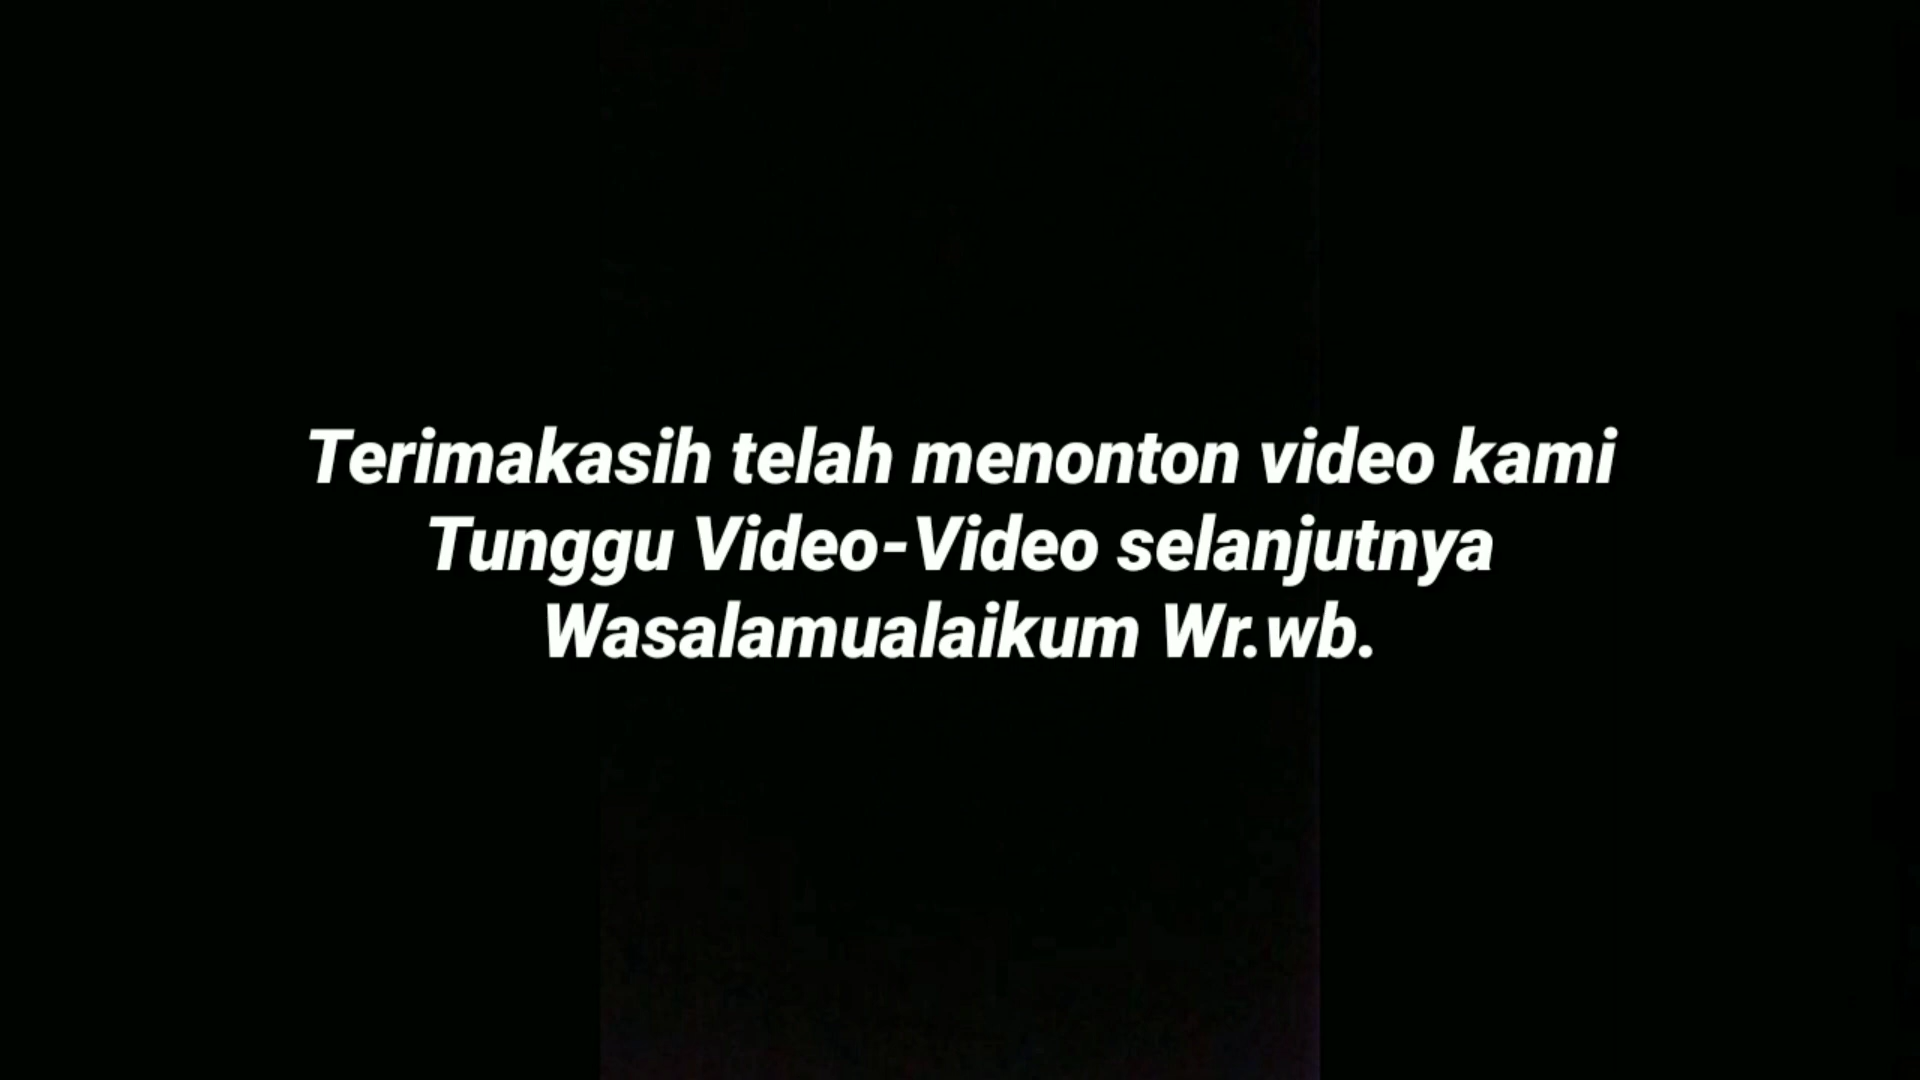 Terimakasih telah menonton video kami
Tunggu Video-Video selanjutnya
Wasalamualaikum Wr.wb.